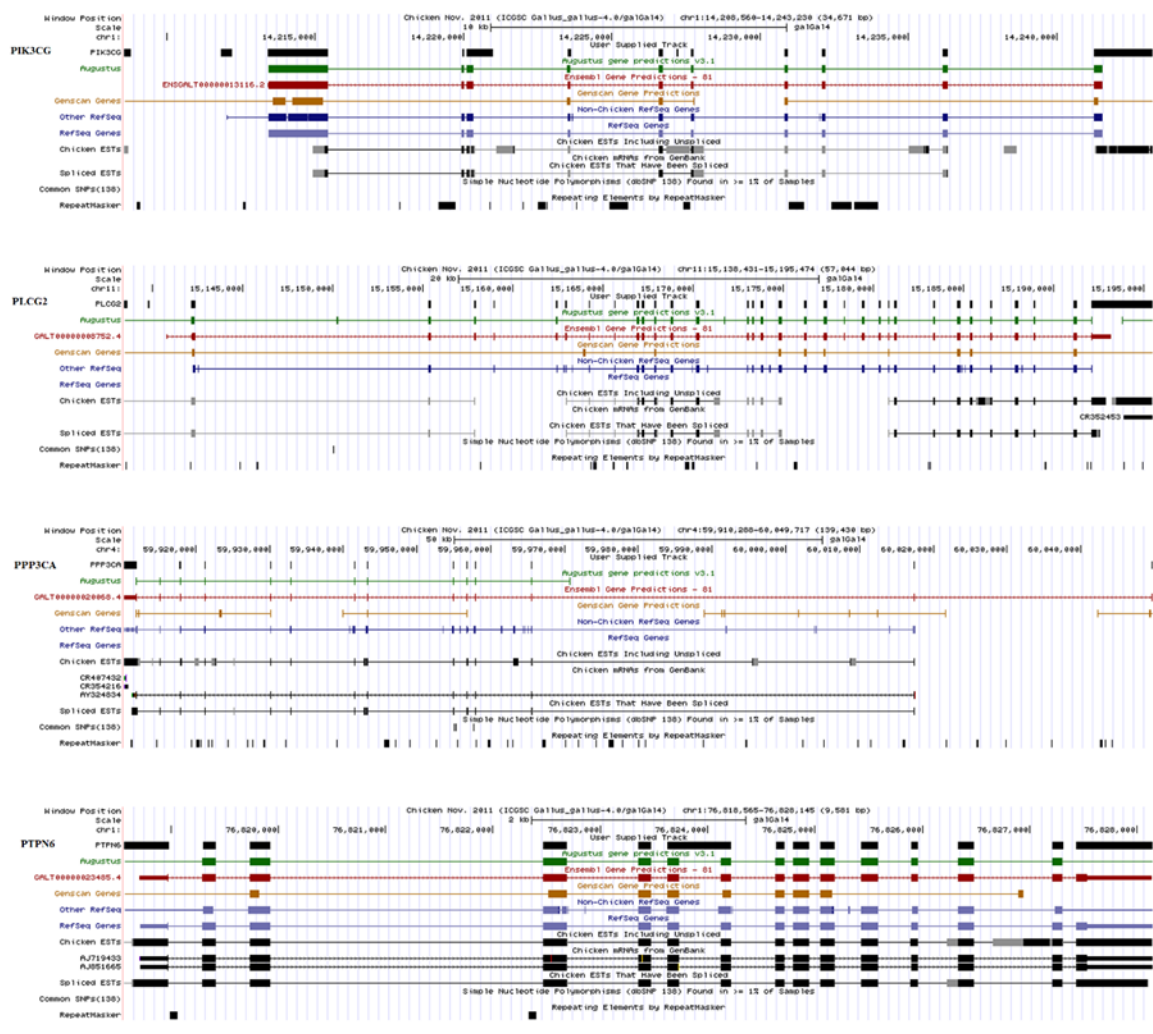 Window Position Chicken Nov. 2011 (ICGSC Gallus_gallus-4.0/galGal4) chr1:14,208,560-14,243,230 (34,671 bp)
Scale 10 kb galGal4
chr1: 14,215,000 14,220,000 14,225,000 14,230,000 14,235,000 14,240,000
User Supplied Track
PIK3CG PIK3CG
Augustus gene predictions v3.1
Augustus
Ensembl Gene Predictions - 81
ENSGALT00000013116.2
Genscan Gene Predictions
Genscan Genes
Non-Chicken RefSeq Genes
Other RefSeq
RefSeq Genes
RefSeq Genes
Chicken ESTs Including Unspliced
Chicken ESTs
Chicken mRNAs from GenBank
Chicken ESTs That Have Been Spliced
Spliced ESTs
Simple Nucleotide Polymorphisms (dbSNP 138) Found in >= 1% of Samples
Common SNPs(138)
Repeating Elements by RepeatMasker
RepeatMasker
Window Position Chicken Nov. 2011 (ICGSC Gallus_gallus-4.0/galGal4) chr11:15,138,431-15,195,474 (57,044 bp)
Scale 20 kb galGal4
chr11: 15,145,000 15,150,000 15,155,000 15,160,000 15,165,000 15,170,000 15,175,000 15,180,000 15,185,000 15,190,000 15,195,000
User Supplied Track
PLCG2 PLCG2
Augustus gene predictions v3.1
Augustus
Ensembl Gene Predictions - 81
GALT00000008752.4
Genscan Gene Predictions
Genscan Genes
Non-Chicken RefSeq Genes
Other RefSeq
RefSeq Genes
RefSeq Genes
Chicken ESTs Including Unspliced
Chicken ESTs
Chicken mRNAs from GenBank
CR352453
Chicken ESTs That Have Been Spliced
Spliced ESTs
Simple Nucleotide Polymorphisms (dbSNP 138) Found in >= 1% of Samples
Common SNPs(138)
Repeating Elements by RepeatMasker
RepeatMasker
Window Position Chicken Nov. 2011 (ICGSC Gallus_gallus-4.0/galGal4) chr4:59,910,288-60,049,717 (139,430 bp)
Scale 50 kb galGal4
chr4: 59,920,000 59,930,000 59,940,000 59,950,000 59,960,000 59,970,000 59,980,000 59,990,000 60,000,000 60,010,000 60,020,000 60,030,000 60,040,000
User Supplied Track
PPP3CA PPP3CA
Augustus gene predictions v3.1
Augustus
Ensembl Gene Predictions - 81
GALT00000020068.4
Genscan Gene Predictions
Genscan Genes
Non-Chicken RefSeq Genes
Other RefSeq
RefSeq Genes
RefSeq Genes
Chicken ESTs Including Unspliced
Chicken ESTs
Chicken mRNAs from GenBank
CR407432
CR354216
AY324834
Chicken ESTs That Have Been Spliced
Spliced ESTs
Simple Nucleotide Polymorphisms (dbSNP 138) Found in >= 1% of Samples
Common SNPs(138)
Repeating Elements by RepeatMasker
RepeatMasker
Window Position Chicken Nov. 2011 (ICGSC Gallus_gallus-4.0/galGal4) chr1:76,818,565-76,828,145 (9,581 bp)
Scale 2 kb galGal4
chr1: 76,820,000 76,821,000 76,822,000 76,823,000 76,824,000 76,825,000 76,826,000 76,827,000 76,828,000
User Supplied Track
PTPN6 PTPN6
Augustus gene predictions v3.1
Augustus
Ensembl Gene Predictions - 81
GALT00000023485.4
Genscan Gene Predictions
Genscan Genes
Non-Chicken RefSeq Genes
Other RefSeq
RefSeq Genes
RefSeq Genes
Chicken ESTs Including Unspliced
Chicken ESTs
Chicken mRNAs from GenBank
AJ719433
AJ851665
Chicken ESTs That Have Been Spliced
Spliced ESTs
Simple Nucleotide Polymorphisms (dbSNP 138) Found in >= 1% of Samples
Common SNPs(138)
Repeating Elements by RepeatMasker
RepeatMasker